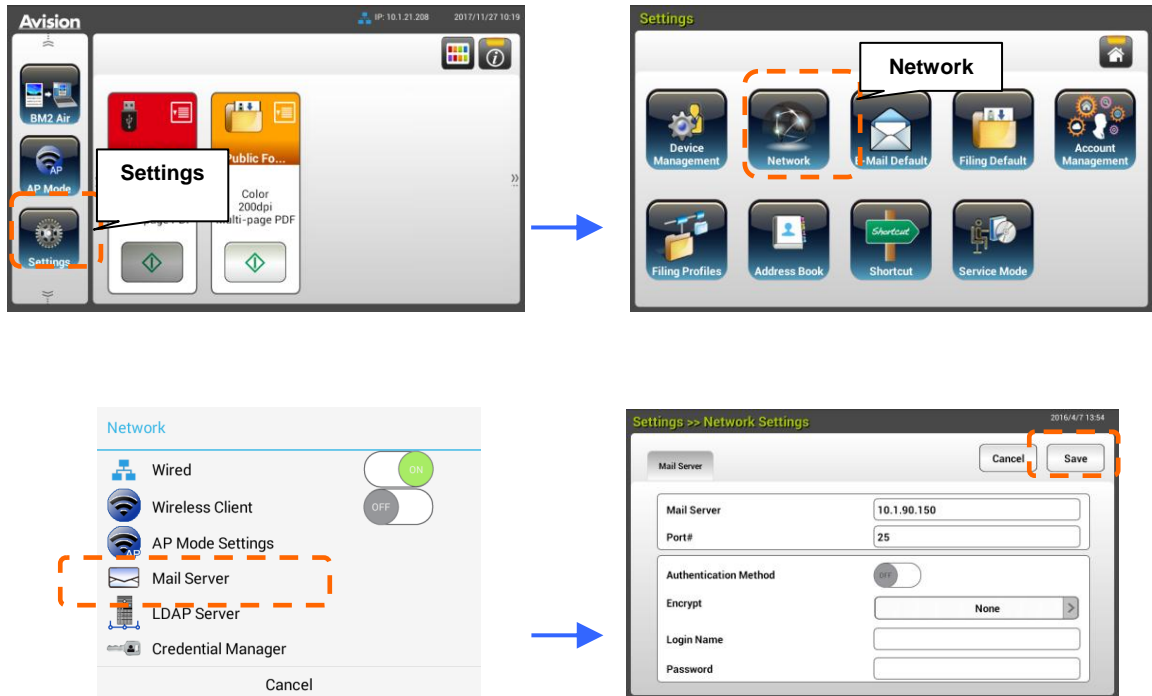 Avision
IP: 10.1.21.208
2017/11/27 10:19
BM2 Air
AP
AP Mode
Settings
Settings
Public Fo...
Color
200dpi
Multi-page PDF
Settings
Network
Device
Management
Network
E-Mail Default
Filing Default
Account
Management
Shortcut
Filing Profiles
Address Book
Shortcut
Service Mode
Network
Wired
ON
Wireless Client
OFF
AP
AP Mode Settings
Mail Server
LDAP Server
Credential Manager
Cancel
Settings >> Network Settings
2016/4/7 13:54
Mail Server
Cancel
Save
Mail Server
10.1.90.150
Port#
25
Authentication Method
OFF
Encrypt
None
Login Name
Password